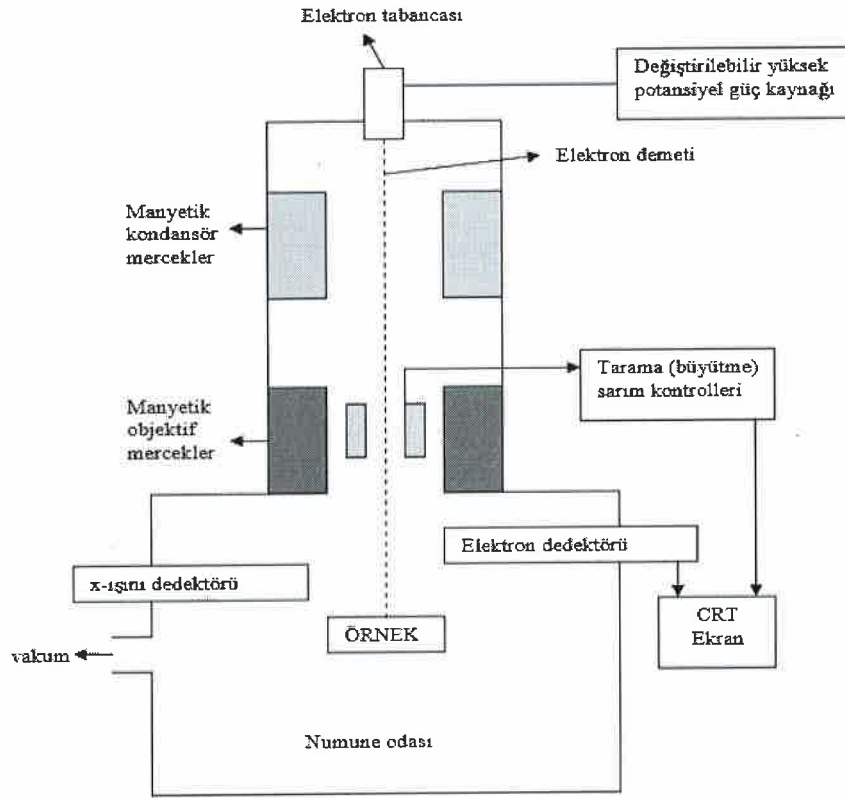 Elektron tabancası
Değiştirilebilir yüksek
potansiyel güç kaynağı
Elektron demeti
Manyetik
kondansör
mercekler
Tarama (büyütme)
sarım kontrolleri
Manyetik
objektif
mercekler
Elektron dedektörü
x-ışını dedektörü
CRT
Ekran
ÖRNEK
vakum
Numune odası